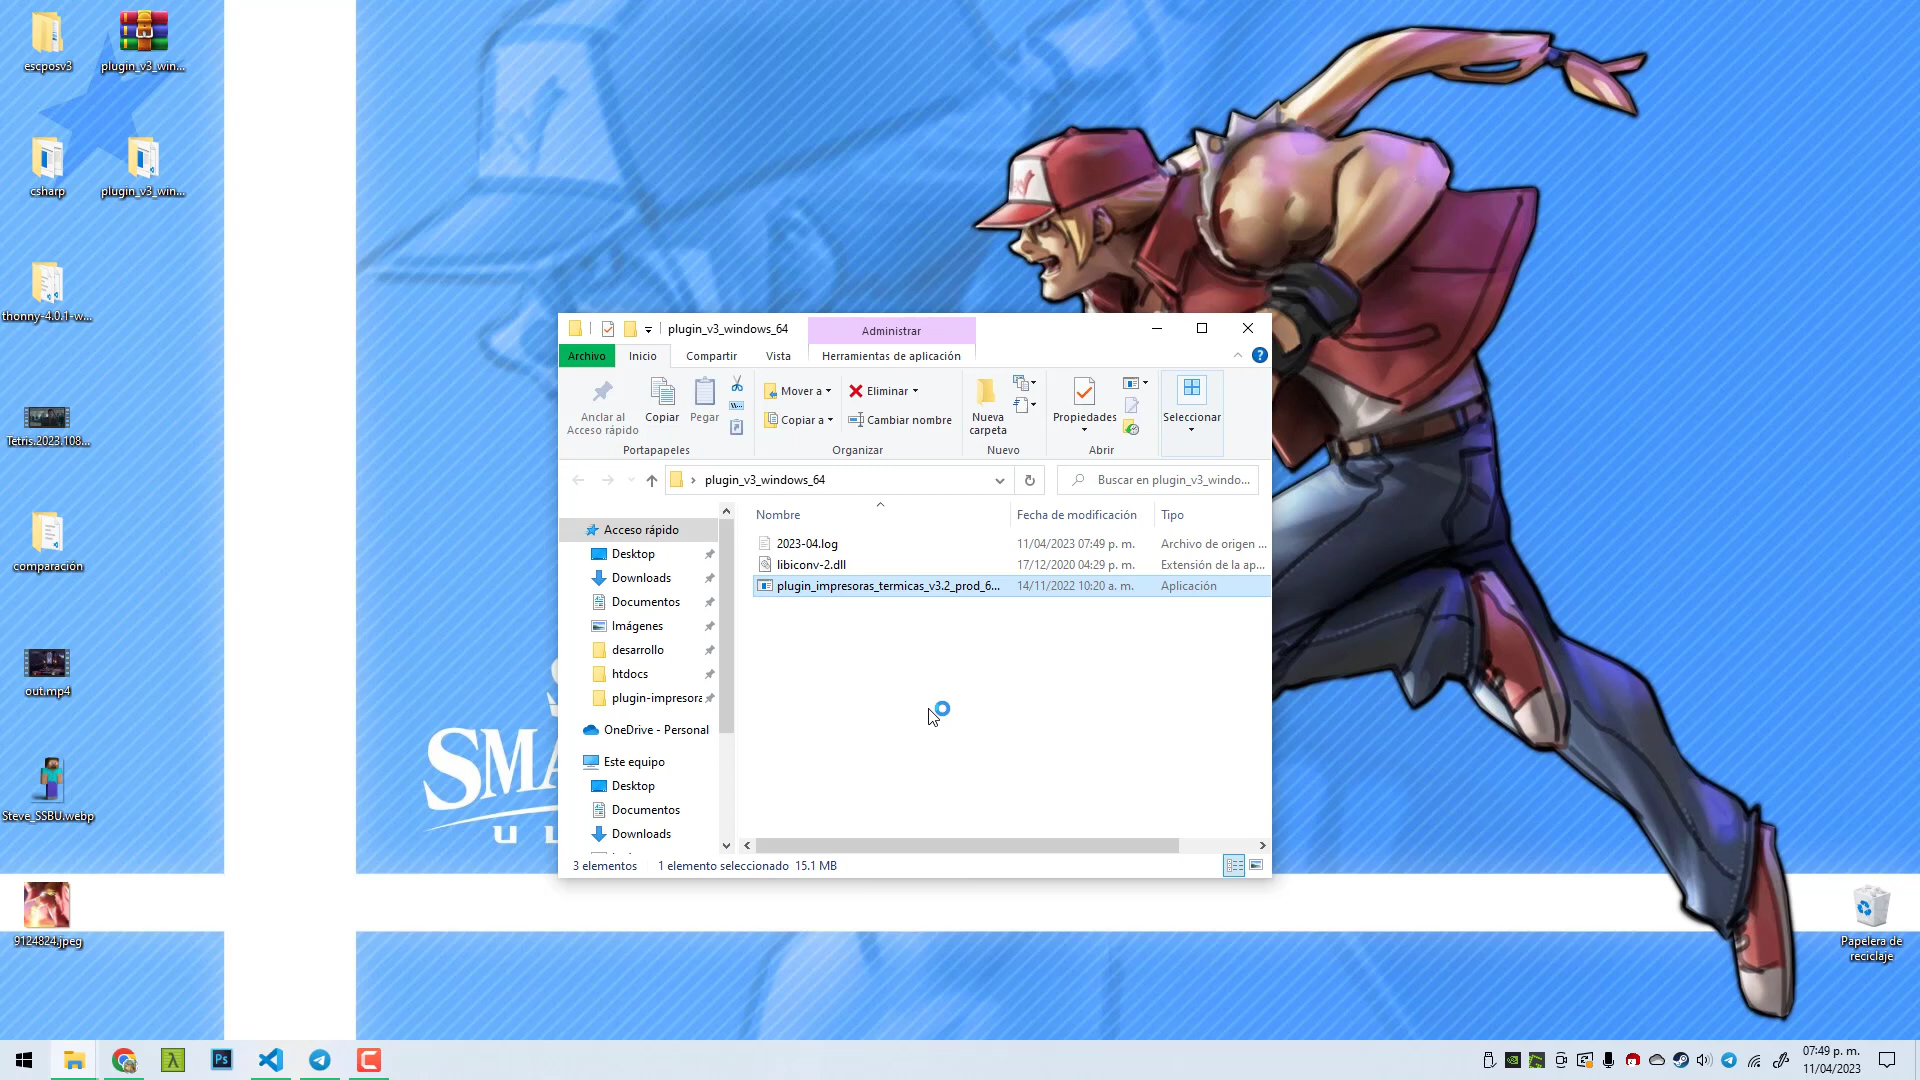 escposv3
plugin_v3_win...
csharp
plugin_v3_win...
thonny-4.0.1-w...
Tetris.2023.108...
comparación
out.mp4
Steve_SSBU.webp
9124824.jpeg
SMA
U L
plugin_v3_windows_64
Administrar
Archivo
Inicio
Compartir
Vista
Herramientas de aplicación
Anclar al
Acceso rápido
Copiar
Pegar
Portapapeles
Mover a
Copiar a
Eliminar
Cambiar nombre
Organizar
Nueva
carpeta
Nuevo
Propiedades
Abrir
Seleccionar
plugin_v3_windows_64
Buscar en plugin_v3_windo...
Acceso rápido
Desktop
Downloads
Documentos
Imágenes
desarrollo
htdocs
plugin-impresora
OneDrive - Personal
Este equipo
Desktop
Documentos
Downloads
Nombre
Fecha de modificación
Tipo
2023-04.log
11/04/2023 07:49 p. m.
Archivo de origen ...
libiconv-2.dll
17/12/2020 04:29 p. m.
Extensión de la ap...
plugin_impresoras_termicas_v3.2_prod_6...
14/11/2022 10:20 a. m.
Aplicación
3 elementos
1 elemento seleccionado 15.1 MB
Papelera de
reciclaje
Ps
07:49 p. m.
11/04/2023